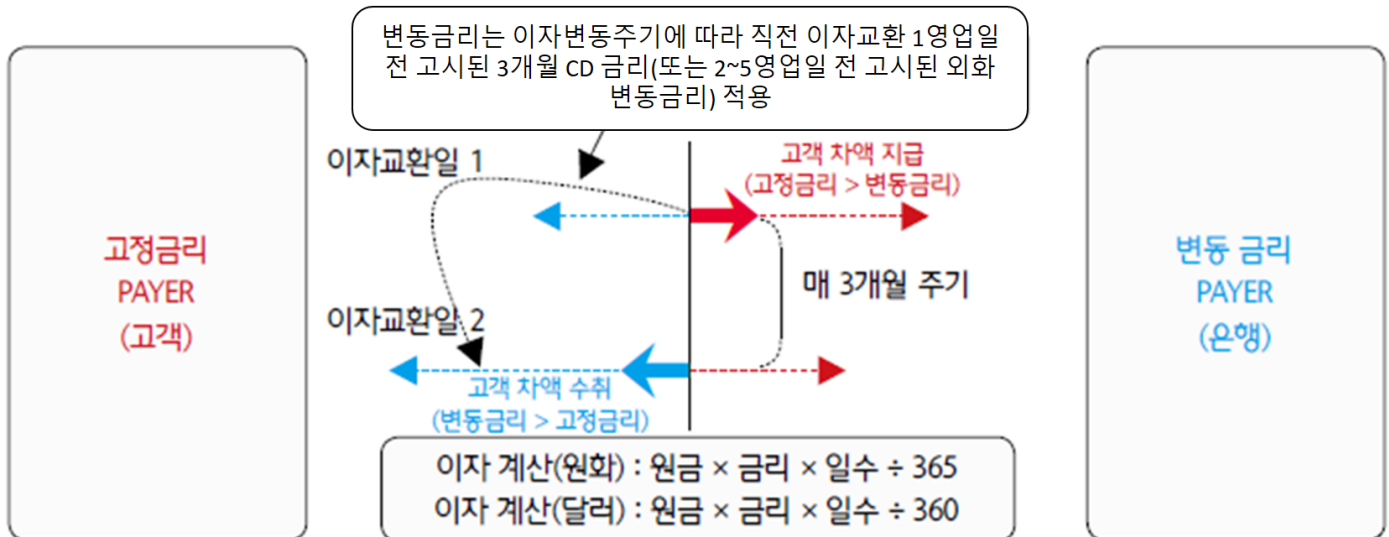 변동금리는 이자변동주기에 따라 직전 이자교환 1영업일
전 고시된 3개월 CD 금리(또는 2~5영업일 전 고시된 외화
변동금리) 적용
이자교환일 1
고객 차액 지급
(고정금리 > 변동금리)
고정금리
PAYER
(고객)
매 3개월 주기
변동 금리
PAYER
(은행)
이자교환일 2
고객 차액 수취
(변동금리 > 고정금리)
이자 계산(원화) : 원금 × 금리 × 일수 ÷ 365
이자 계산(달러) : 원금 × 금리 × 일수 ÷ 360